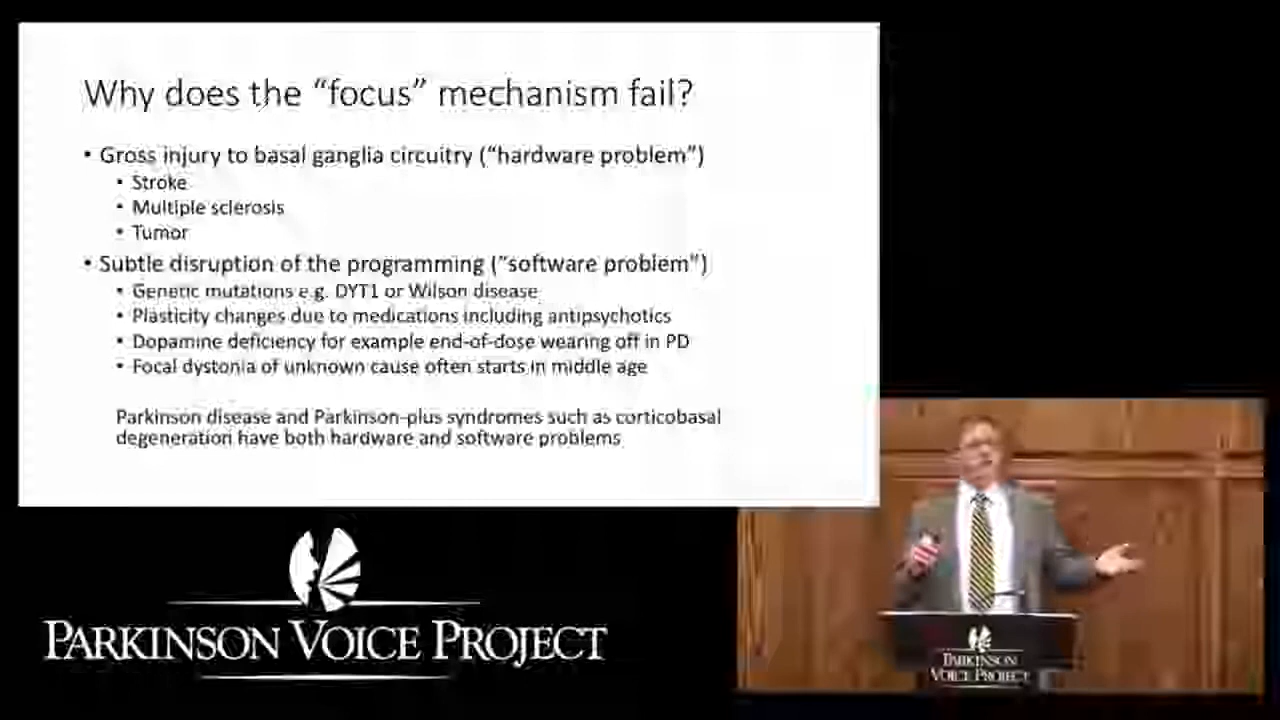 Why does the “focus” mechanism fail?
• Gross injury to basal ganglia circuitry (“hardware problem”)
• Stroke
• Multiple sclerosis
• Tumor
• Subtle disruption of the programming (“software problem”)
• Genetic mutations e.g. DYT1 or Wilson disease
• Plasticity changes due to medications including antipsychotics
• Dopamine deficiency for example end-of-dose wearing off in PD
• Focal dystonia of unknown cause often starts in middle age
Parkinson disease and Parkinson-plus syndromes such as corticobasal
degeneration have both hardware and software problems
PARKINSON VOICE PROJECT
PARKINSON
VOICE PROJECT